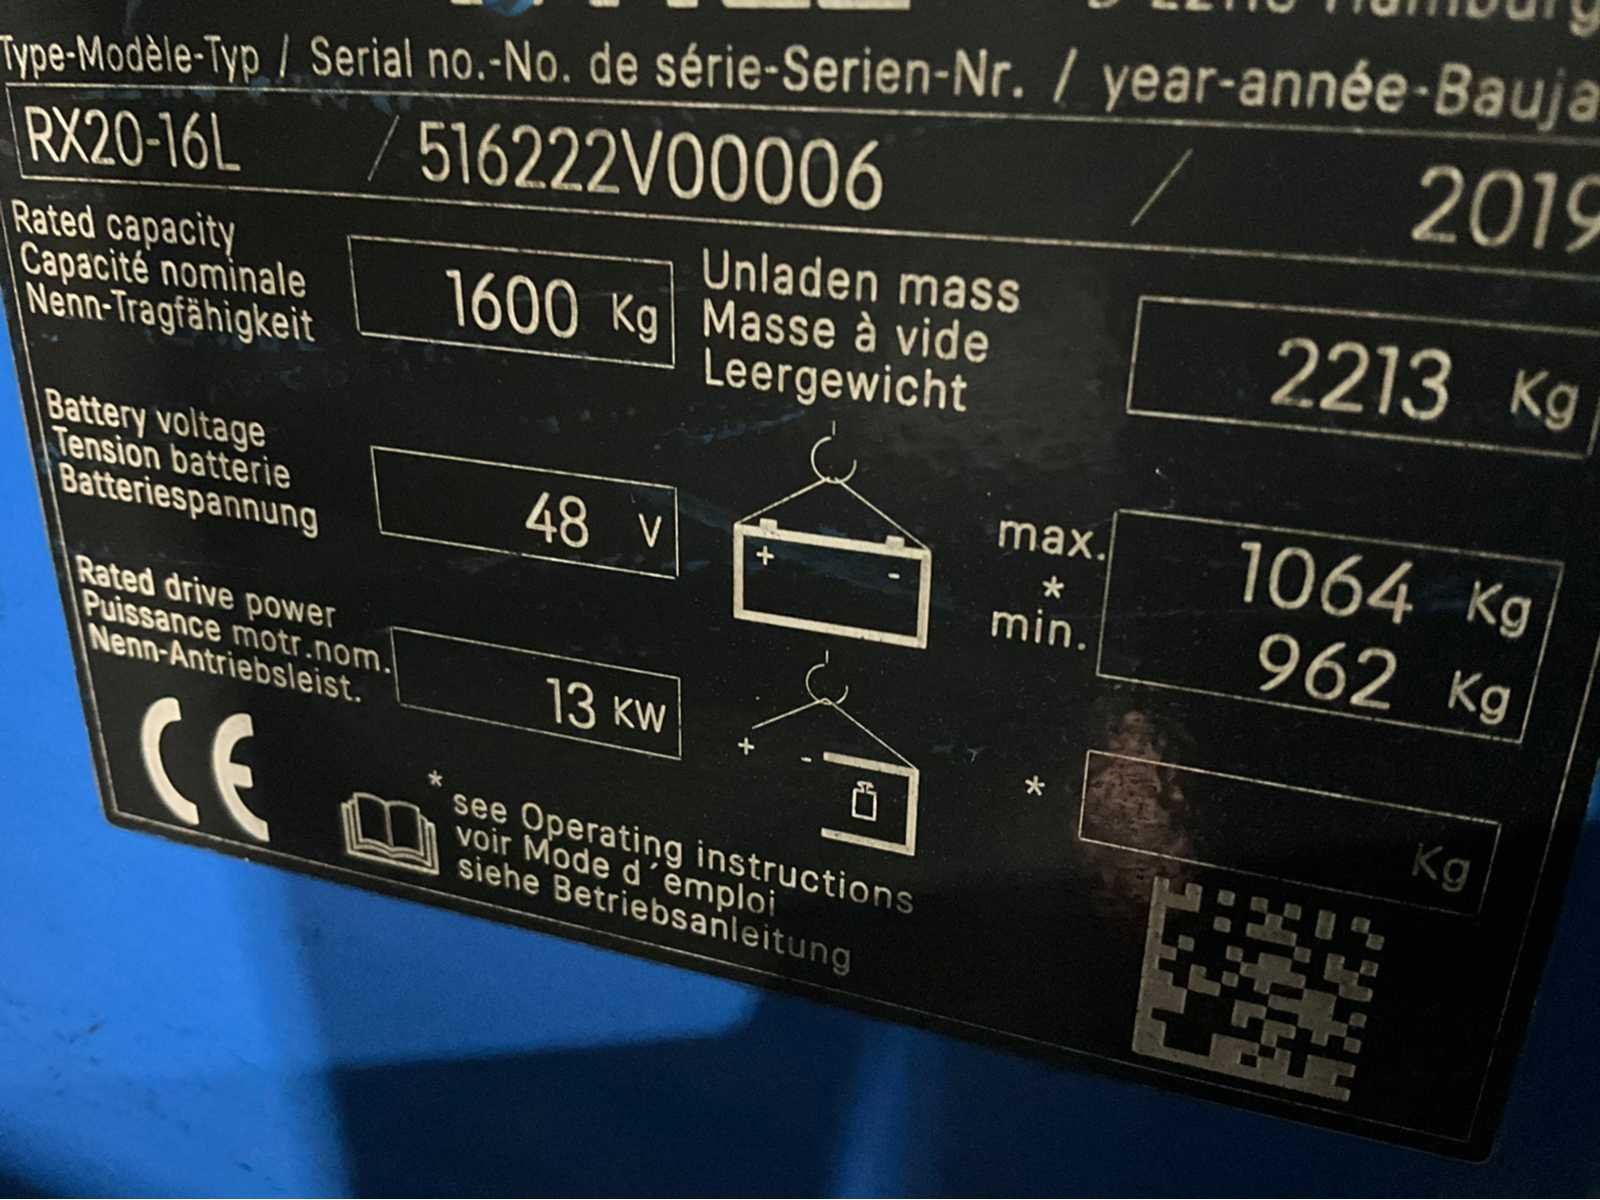 Type-Modèle-Typ / Serial no.-No. de série-Serien-Nr. / year-année-Bauja
RX20-16L / 516222V00006 / 2019
Rated capacity
Capacité nominale
Nenn-Tragfähigkeit
1600 Kg
Unladen mass
Masse à vide
Leergewicht
2213 Kg
Battery voltage
Tension batterie
Batteriespannung
48 V
+ -
max.
*
min.
1064 Kg
962 Kg
Rated drive power
Puissance motr.nom.
Nenn-Antriebsleist.
13 KW
+ -
* Kg
CE
* see Operating instructions
voir Mode d´emploi
siehe Betriebsanleitung